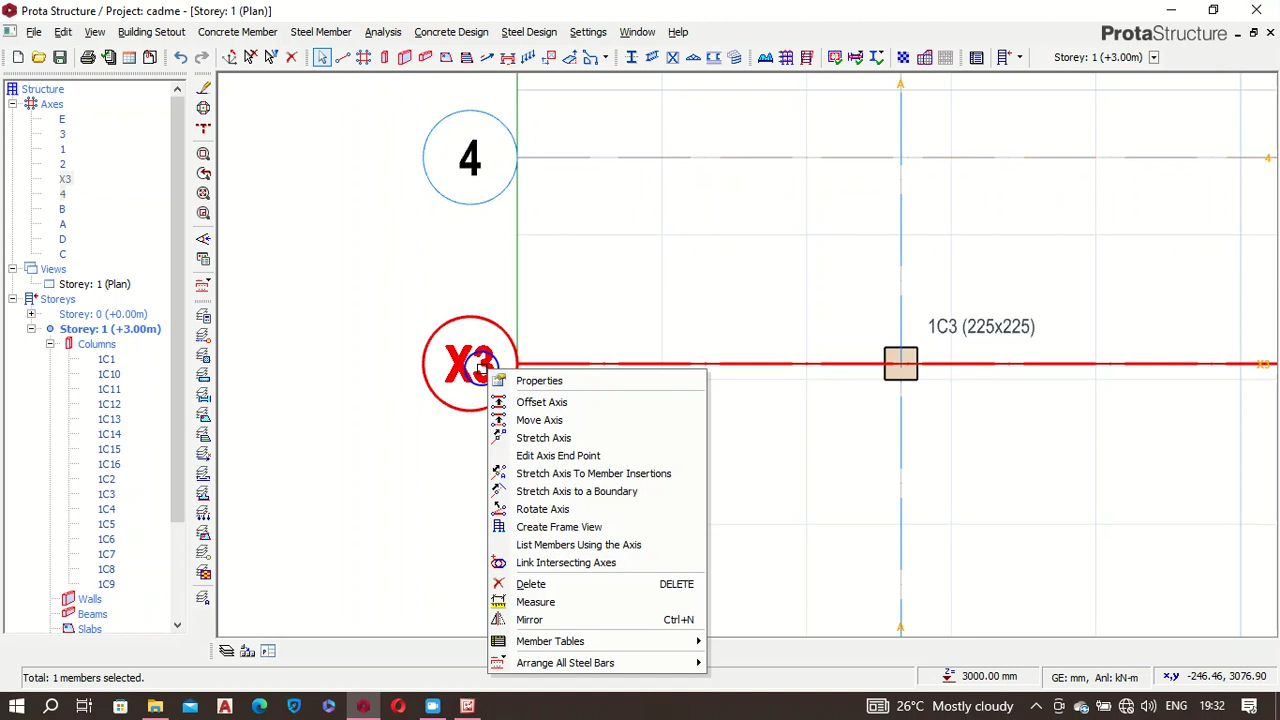 Prota Structure / Project: cadme - [Storey: 1 (Plan)]
File Edit View Building Setout Concrete Member Steel Member Analysis Concrete Design Steel Design Settings Window Help
ProtaStructure
Storey: 1 (+3.00m)
Structure
Axes
E
3
1
2
X3
4
B
A
D
C
Views
Storey: 1 (Plan)
Storeys
Storey: 0 (+0.00m)
Storey: 1 (+3.00m)
Columns
1C1
1C10
1C11
1C12
1C13
1C14
1C15
1C16
1C2
1C3
1C4
1C5
1C6
1C7
1C8
1C9
Walls
Beams
Slabs
A
4
4
1C3 (225x225)
X3
X3
A
Properties
Offset Axis
Move Axis
Stretch Axis
Edit Axis End Point
Stretch Axis To Member Insertions
Stretch Axis to a Boundary
Rotate Axis
Create Frame View
List Members Using the Axis
Link Intersecting Axes
Delete DELETE
Measure
Mirror Ctrl+N
Member Tables
Arrange All Steel Bars
Total: 1 members selected.
Z= 3000.00 mm
GE: mm, Anl: kN-m
x,y -246.46, 3076.90
26°C Mostly cloudy
ENG
19:32